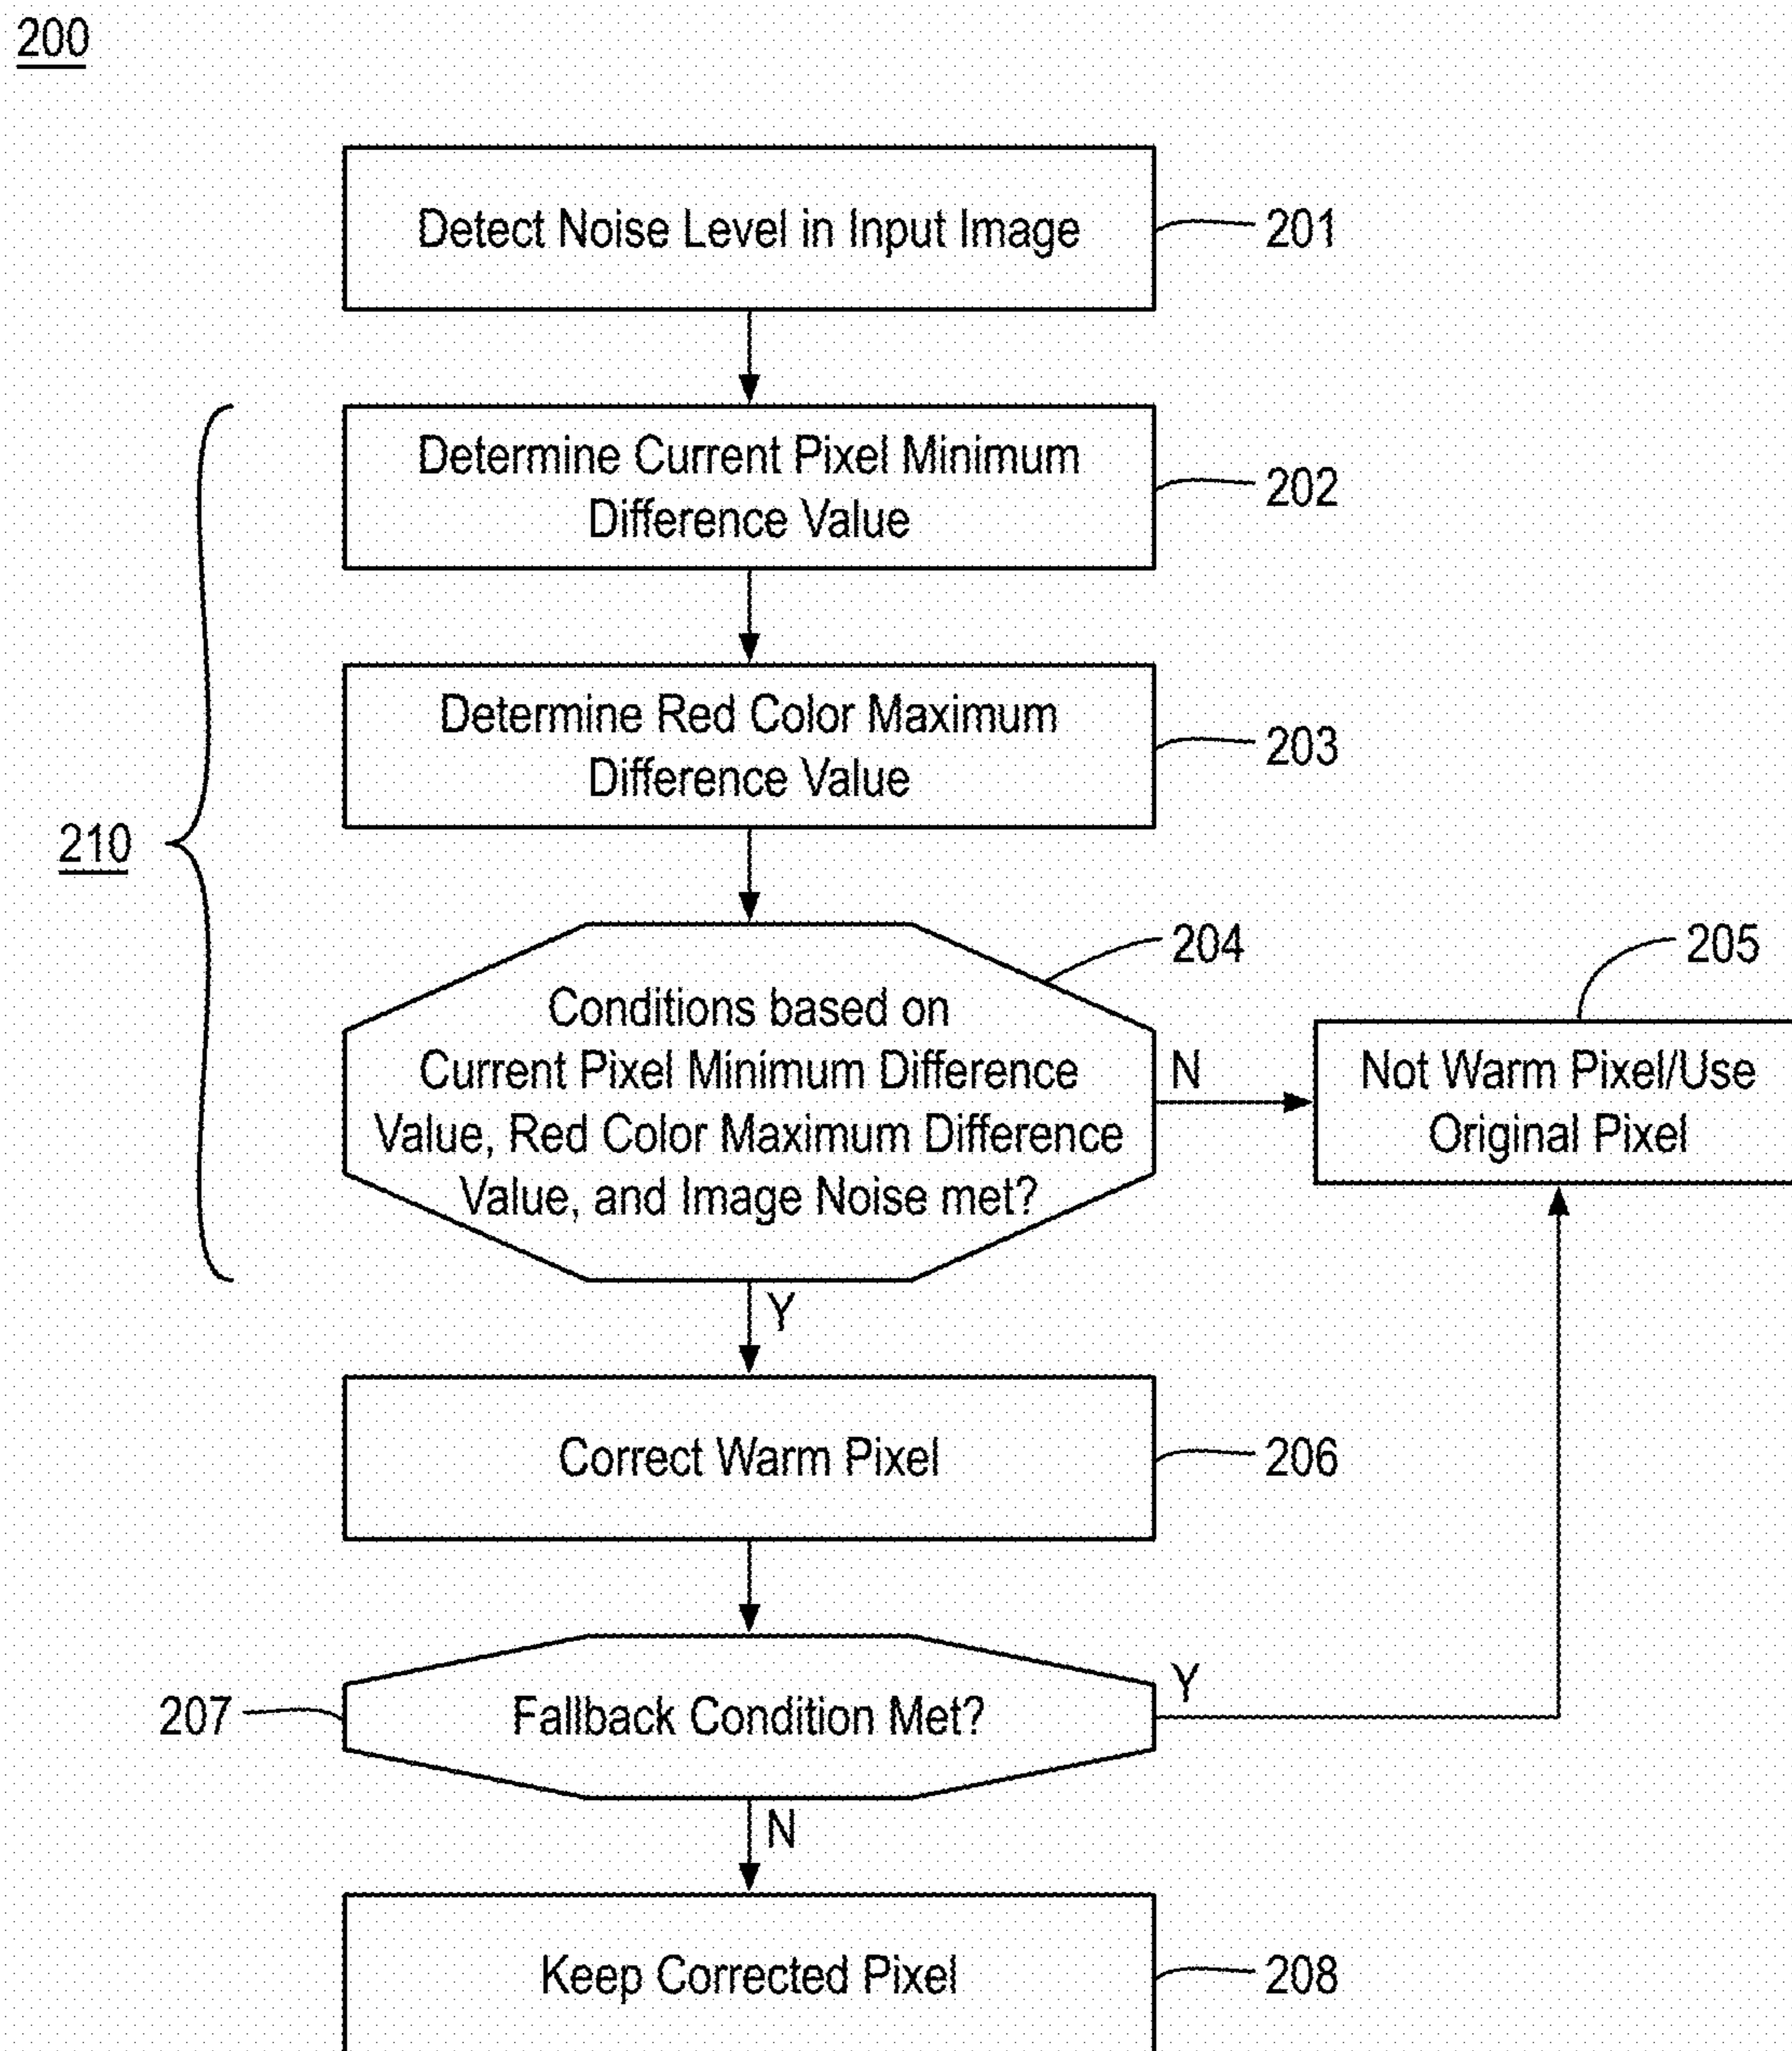 200
Detect Noise Level in Input Image
201
Determine Current Pixel Minimum
Difference Value
202
Determine Red Color Maximum
Difference Value
203
210
204
Conditions based on
Current Pixel Minimum Difference
Value, Red Color Maximum Difference
Value, and Image Noise met?
N
205
Not Warm Pixel/Use
Original Pixel
Y
Correct Warm Pixel
206
207
Fallback Condition Met?
Y
N
Keep Corrected Pixel
208